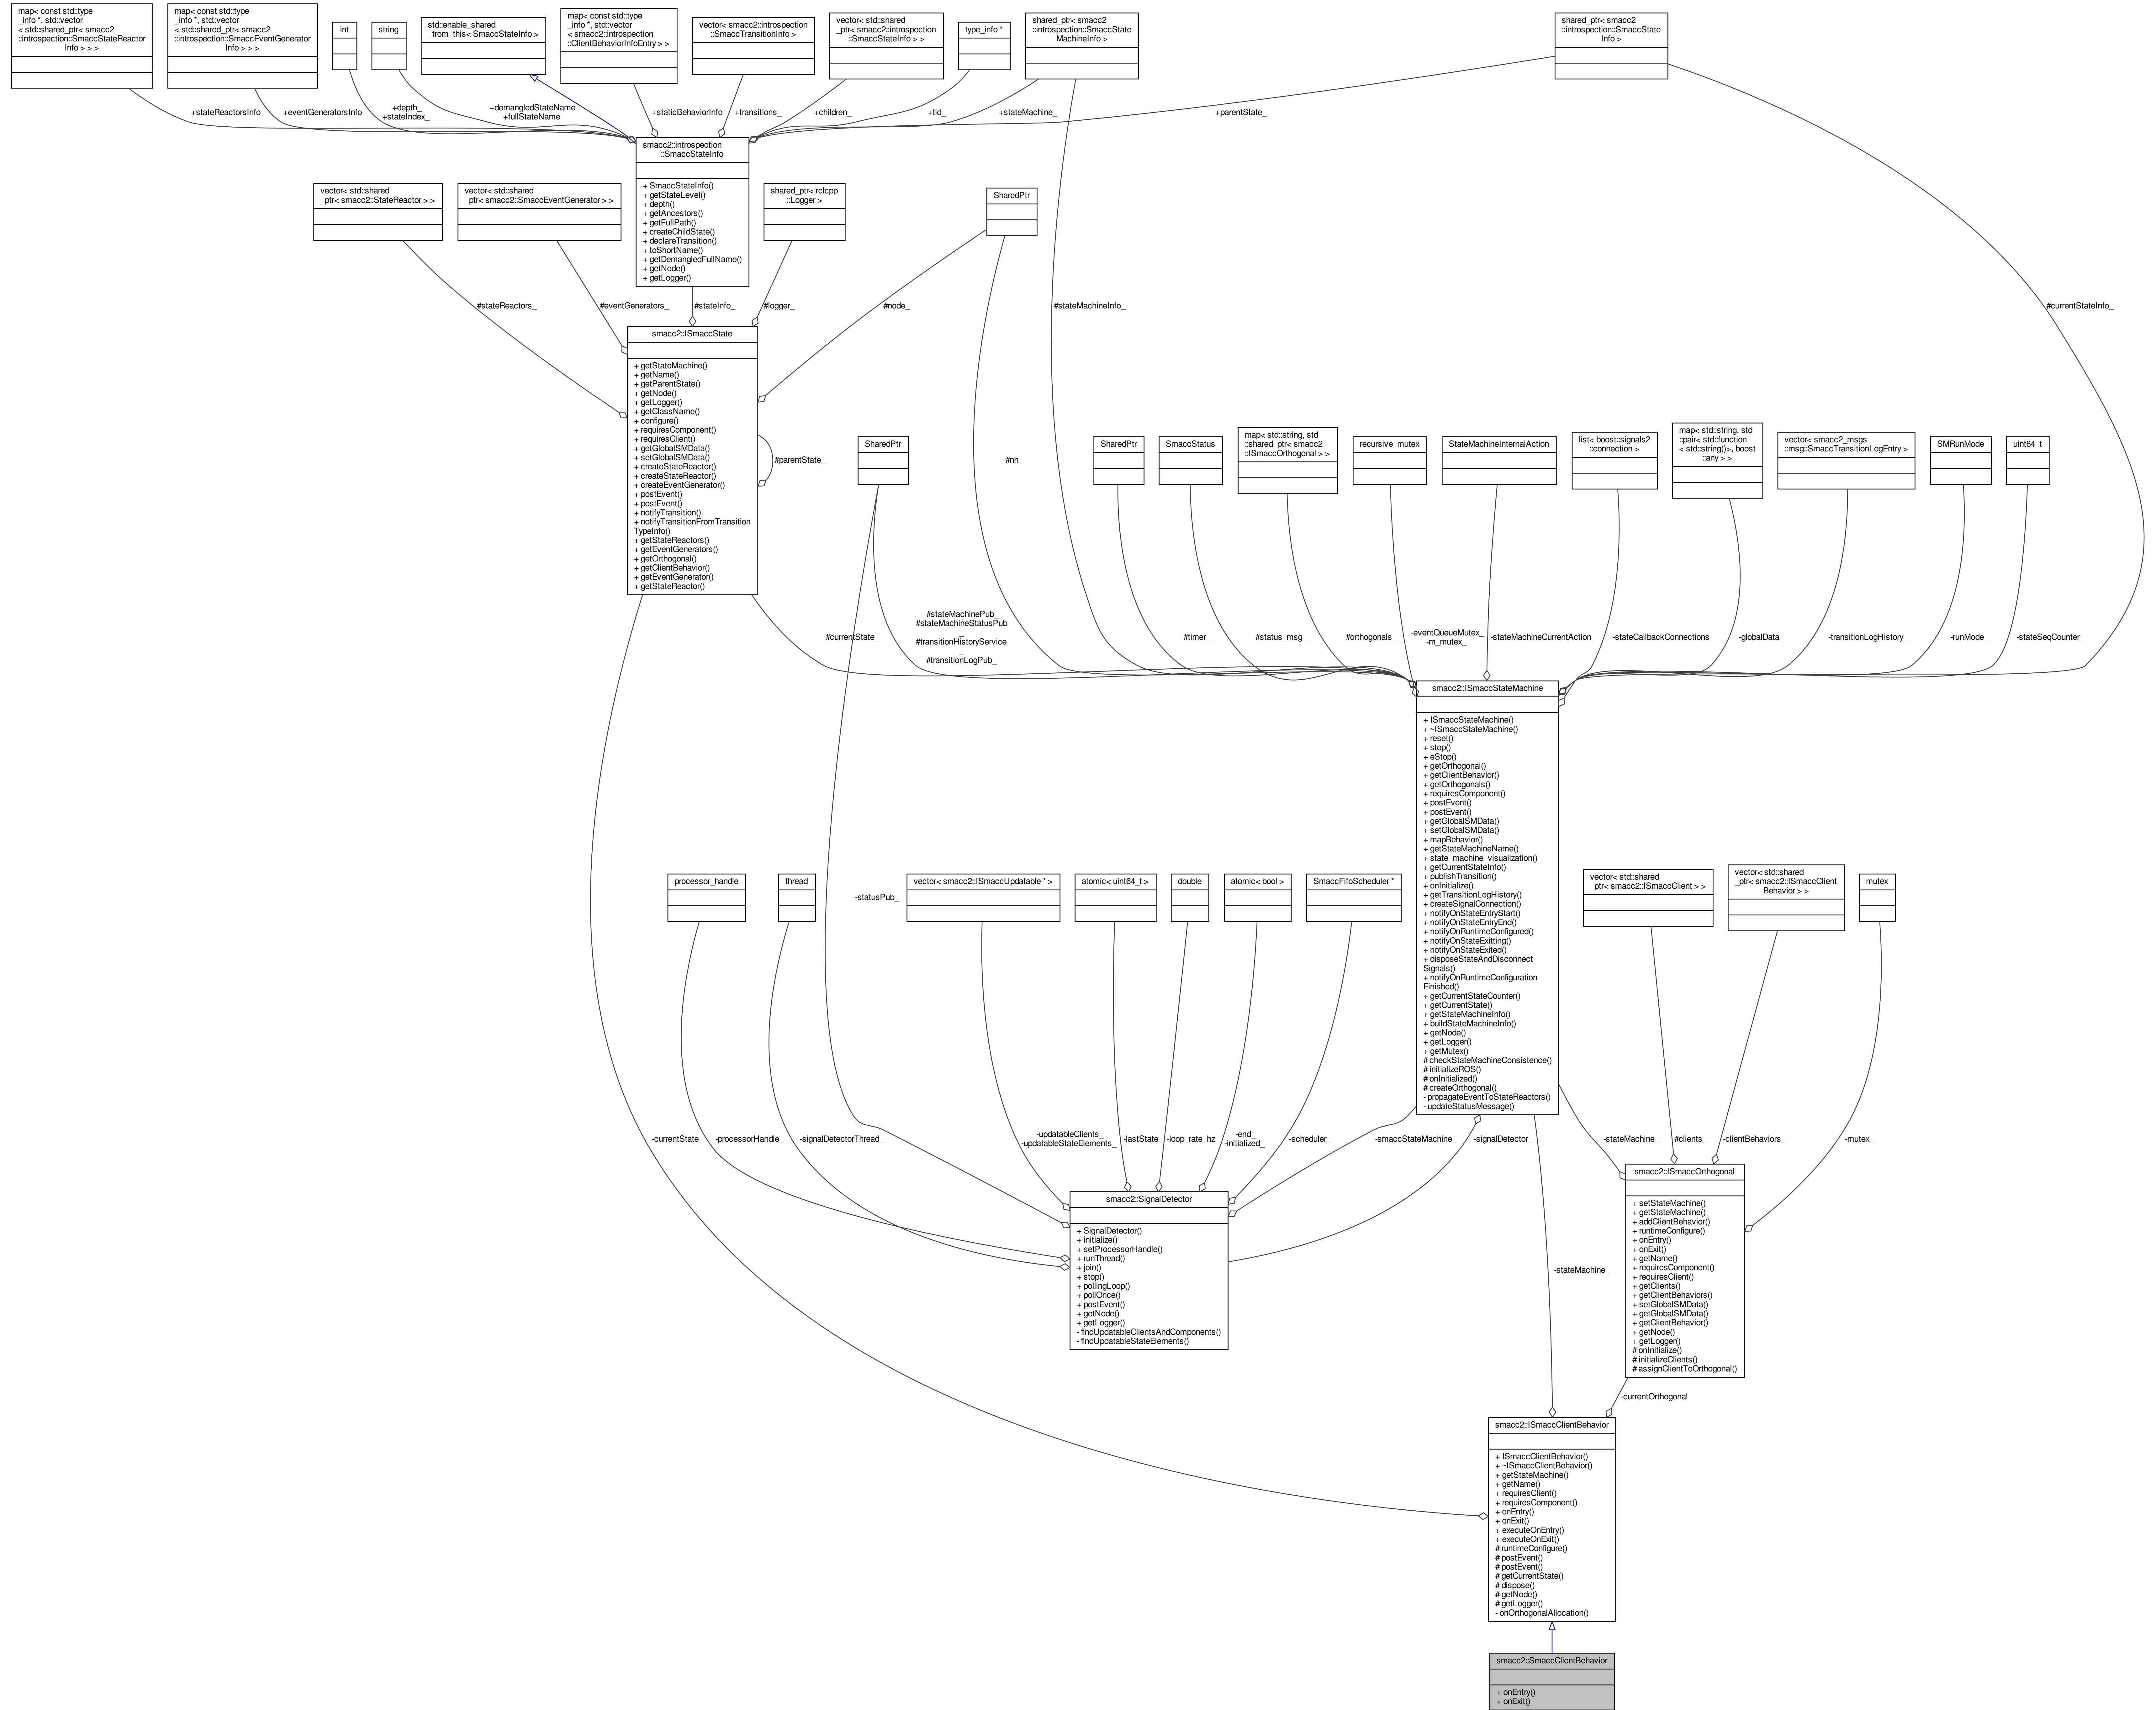 map< const std::type
_info *, std::vector
< std::shared_ptr< smacc2
::introspection::SmaccStateReactor
Info > > >
map< const std::type
_info *, std::vector
< std::shared_ptr< smacc2
::introspection::SmaccEventGenerator
Info > > >
int
string
std::enable_shared
_from_this< SmaccStateInfo >
map< const std::type
_info *, std::vector
< smacc2::introspection
::ClientBehaviorInfoEntry > >
vector< smacc2::introspection
::SmaccTransitionInfo >
vector< std::shared
_ptr< smacc2::introspection
::SmaccStateInfo > >
type_info *
shared_ptr< smacc2
::introspection::SmaccState
MachineInfo >
shared_ptr< smacc2
::introspection::SmaccState
Info >
+stateReactorsInfo
+eventGeneratorsInfo
+depth_
+stateIndex_
+demangledStateName
+fullStateName
+staticBehaviorInfo
+transitions_
+children_
+tid_
+stateMachine_
+parentState_
smacc2::introspection
::SmaccStateInfo
+ SmaccStateInfo()
+ getStateLevel()
+ depth()
+ getAncestors()
+ getFullPath()
+ createChildState()
+ declareTransition()
+ toShortName()
+ getDemangledFullName()
+ getNode()
+ getLogger()
vector< std::shared
_ptr< smacc2::StateReactor > >
vector< std::shared
_ptr< smacc2::SmaccEventGenerator > >
shared_ptr< rclcpp
::Logger >
SharedPtr
#stateReactors_
#eventGenerators_
#stateInfo_
#logger_
#node_
#stateMachineInfo_
#currentStateInfo_
smacc2::ISmaccState
+ getStateMachine()
+ getName()
+ getParentState()
+ getNode()
+ getLogger()
+ getClassName()
+ configure()
+ requiresComponent()
+ requiresClient()
+ getGlobalSMData()
+ setGlobalSMData()
+ createStateReactor()
+ createStateReactor()
+ createEventGenerator()
+ postEvent()
+ postEvent()
+ notifyTransition()
+ notifyTransitionFromTransition
TypeInfo()
+ getStateReactors()
+ getEventGenerators()
+ getOrthogonal()
+ getClientBehavior()
+ getEventGenerator()
+ getStateReactor()
#parentState_
SharedPtr
#nh_
SharedPtr
SmaccStatus
map< std::string, std
::shared_ptr< smacc2
::ISmaccOrthogonal > >
recursive_mutex
StateMachineInternalAction
list< boost::signals2
::connection >
map< std::string, std
::pair< std::function
< std::string()>, boost
::any > >
vector< smacc2_msgs
::msg::SmaccTransitionLogEntry >
SMRunMode
uint64_t
#currentState_
#stateMachinePub_
#stateMachineStatusPub
_
#transitionHistoryService
_
#transitionLogPub_
#timer_
#status_msg_
#orthogonals_
-eventQueueMutex_
-m_mutex_
-stateMachineCurrentAction
-stateCallbackConnections
-globalData_
-transitionLogHistory_
-runMode_
-stateSeqCounter_
smacc2::ISmaccStateMachine
+ ISmaccStateMachine()
+ ~ISmaccStateMachine()
+ reset()
+ stop()
+ eStop()
+ getOrthogonal()
+ getClientBehavior()
+ getOrthogonals()
+ requiresComponent()
+ postEvent()
+ postEvent()
+ getGlobalSMData()
+ setGlobalSMData()
+ mapBehavior()
+ getStateMachineName()
+ state_machine_visualization()
+ getCurrentStateInfo()
+ publishTransition()
+ onInitialize()
+ getTransitionLogHistory()
+ createSignalConnection()
+ notifyOnStateEntryStart()
+ notifyOnStateEntryEnd()
+ notifyOnRuntimeConfigured()
+ notifyOnStateExitting()
+ notifyOnStateExited()
+ disposeStateAndDisconnect
Signals()
+ notifyOnRuntimeConfiguration
Finished()
+ getCurrentStateCounter()
+ getCurrentState()
+ getStateMachineInfo()
+ buildStateMachineInfo()
+ getNode()
+ getLogger()
+ getMutex()
# checkStateMachineConsistence()
# initializeROS()
# onInitialized()
# createOrthogonal()
- propagateEventToStateReactors()
- updateStatusMessage()
processor_handle
thread
-statusPub_
vector< smacc2::ISmaccUpdatable * >
atomic< uint64_t >
double
atomic< bool >
SmaccFifoScheduler *
vector< std::shared
_ptr< smacc2::ISmaccClient > >
vector< std::shared
_ptr< smacc2::ISmaccClient
Behavior > >
mutex
-currentState
-processorHandle_
-signalDetectorThread_
-updatableClients_
-updatableStateElements_
-lastState_
-loop_rate_hz
-end_
-initialized_
-scheduler_
-smaccStateMachine_
-signalDetector_
-stateMachine_
#clients_
-clientBehaviors_
-mutex_
smacc2::SignalDetector
+ SignalDetector()
+ initialize()
+ setProcessorHandle()
+ runThread()
+ join()
+ stop()
+ pollingLoop()
+ pollOnce()
+ postEvent()
+ getNode()
+ getLogger()
- findUpdatableClientsAndComponents()
- findUpdatableStateElements()
-stateMachine_
smacc2::ISmaccOrthogonal
+ setStateMachine()
+ getStateMachine()
+ addClientBehavior()
+ runtimeConfigure()
+ onEntry()
+ onExit()
+ getName()
+ requiresComponent()
+ requiresClient()
+ getClients()
+ getClientBehaviors()
+ setGlobalSMData()
+ getGlobalSMData()
+ getClientBehavior()
+ getNode()
+ getLogger()
# onInitialize()
# initializeClients()
# assignClientToOrthogonal()
-currentOrthogonal
smacc2::ISmaccClientBehavior
+ ISmaccClientBehavior()
+ ~ISmaccClientBehavior()
+ getStateMachine()
+ getName()
+ requiresClient()
+ requiresComponent()
+ onEntry()
+ onExit()
+ executeOnEntry()
+ executeOnExit()
# runtimeConfigure()
# postEvent()
# postEvent()
# getCurrentState()
# dispose()
# getNode()
# getLogger()
- onOrthogonalAllocation()
smacc2::SmaccClientBehavior
+ onEntry()
+ onExit()